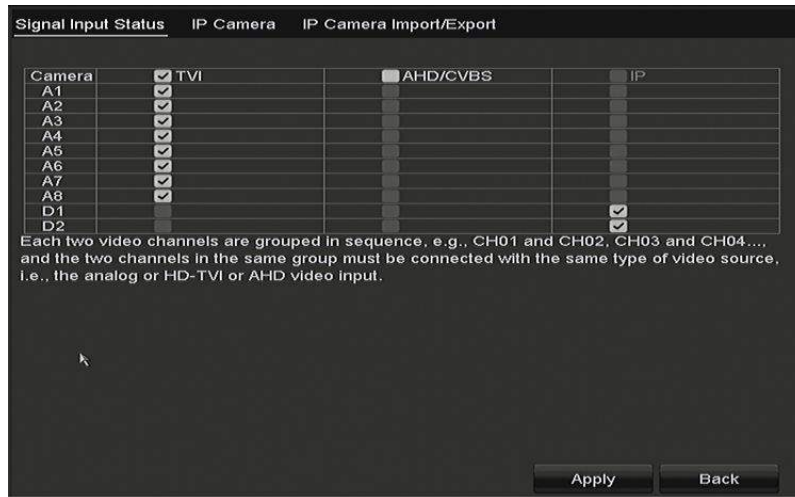 Signal Input Status IP Camera IP Camera Import/Export
Camera TVI AHD/CVBS IP
A1
A2
A3
A4
A5
A6
A7
A8
D1
D2
Each two video channels are grouped in sequence, e.g., CH01 and CH02, CH03 and CH04...,
and the two channels in the same group must be connected with the same type of video source,
i.e., the analog or HD-TVI or AHD video input.
Apply Back